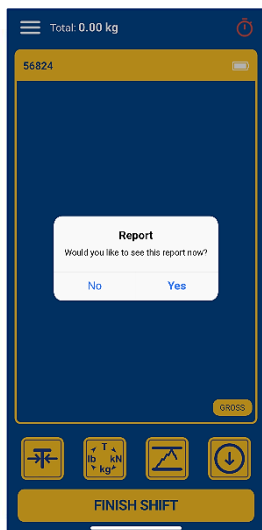 Total: 0.00 kg
56824
Report
Would you like to see this report now?
No Yes
GROSS
T
lb kN
kg
FINISH SHIFT